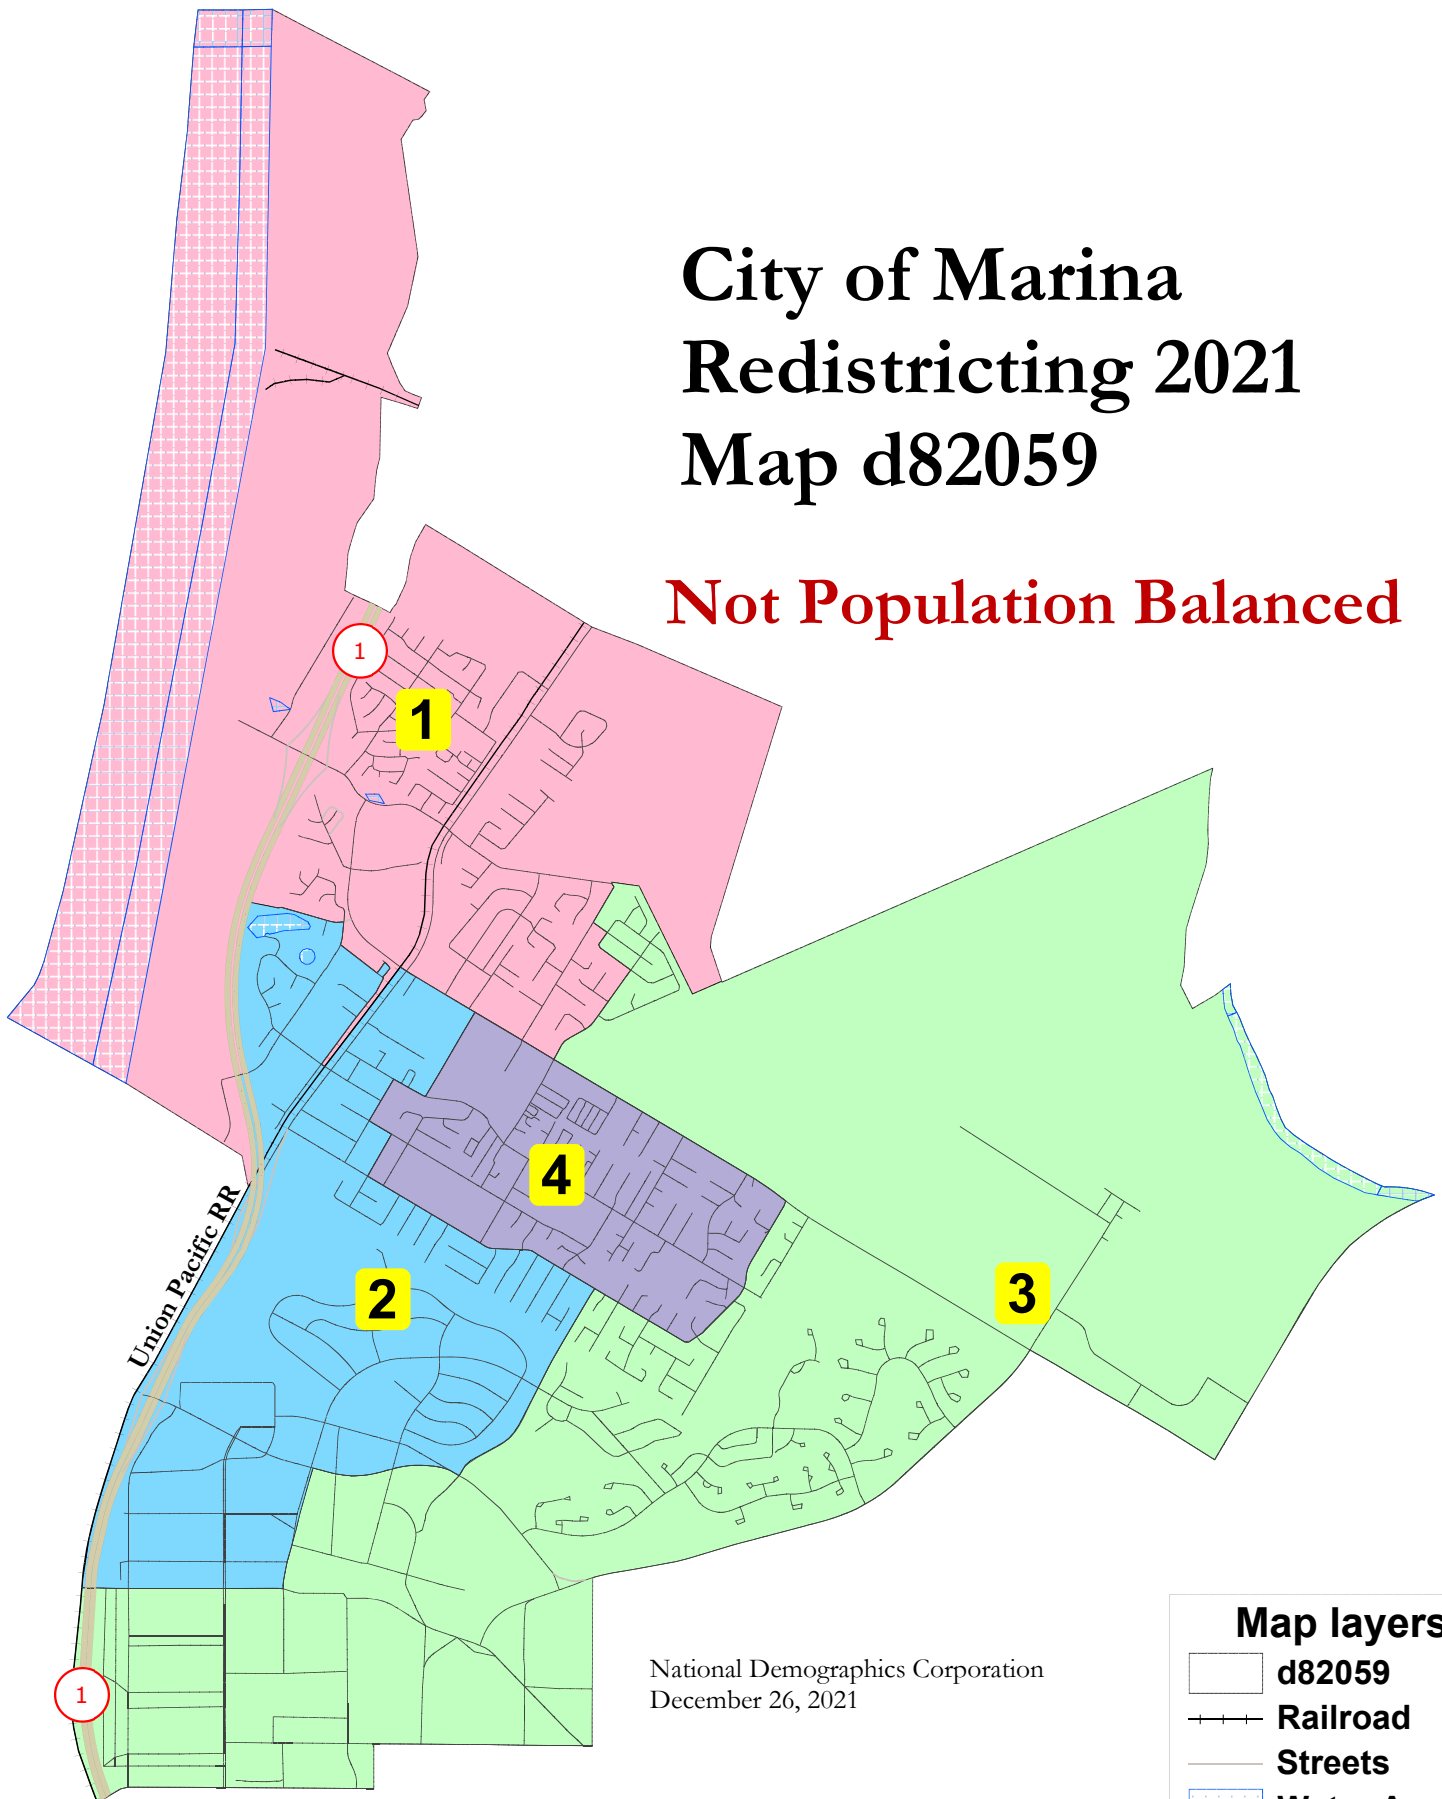 City of Marina
Redistricting 2021
Map d82059
Not Population Balanced
1
1
4
3
2
Union Pacific RR
1
National Demographics Corporation
December 26, 2021
Map layers
d82059
Railroad
Streets